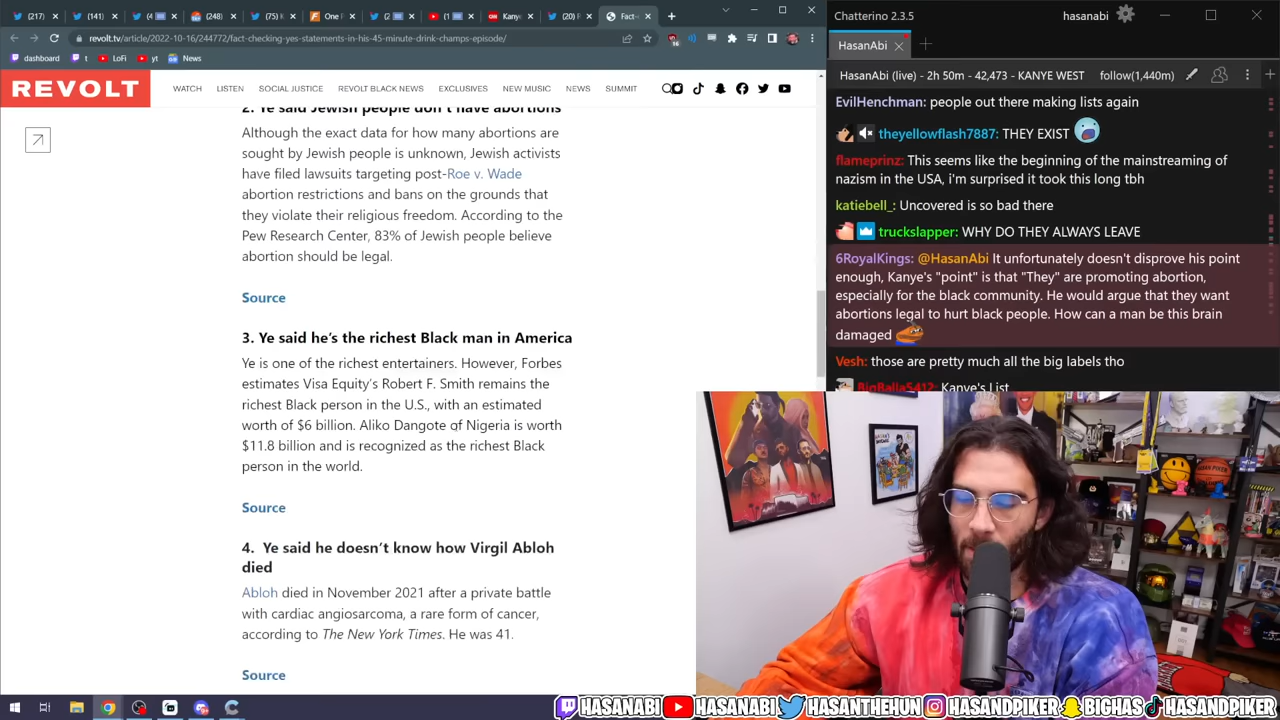 (217)
(141)
(4
(248)
(75) K
One F
(2
(1
Kanye
(20) P
Fact-c
revolt.tv/article/2022-10-16/244772/fact-checking-yes-statements-in-his-45-minute-drink-champs-episode/
16
dashboard
t
LoFi
yt
News
REVOLT
WATCH
LISTEN
SOCIAL JUSTICE
REVOLT BLACK NEWS
EXCLUSIVES
NEW MUSIC
NEWS
SUMMIT
2. Ye said Jewish people don't have abortions
Although the exact data for how many abortions are
sought by Jewish people is unknown, Jewish activists
have filed lawsuits targeting post-Roe v. Wade
abortion restrictions and bans on the grounds that
they violate their religious freedom. According to the
Pew Research Center, 83% of Jewish people believe
abortion should be legal.
Source
3. Ye said he's the richest Black man in America
Ye is one of the richest entertainers. However, Forbes
estimates Visa Equity's Robert F. Smith remains the
richest Black person in the U.S., with an estimated
worth of $6 billion. Aliko Dangote of Nigeria is worth
$11.8 billion and is recognized as the richest Black
person in the world.
Source
4. Ye said he doesn't know how Virgil Abloh
died
Abloh died in November 2021 after a private battle
with cardiac angiosarcoma, a rare form of cancer,
according to The New York Times. He was 41.
Source
Chatterino 2.3.5
hasanabi
HasanAbi
HasanAbi (live) - 2h 50m - 42,473 - KANYE WEST
follow(1,440m)
EvilHenchman: people out there making lists again
theyellowflash7887: THEY EXIST
flameprinz: This seems like the beginning of the mainstreaming of
nazism in the USA, i'm surprised it took this long tbh
katiebell_: Uncovered is so bad there
truckslapper: WHY DO THEY ALWAYS LEAVE
6RoyalKings: @HasanAbi It unfortunately doesn't disprove his point
enough, Kanye's "point" is that "They" are promoting abortion,
especially for the black community. He would argue that they want
abortions legal to hurt black people. How can a man be this brain
damaged
Vesh: those are pretty much all the big labels tho
BigBalla5412: Kanye's List
HASANABI
HASANABI
HASANTHEHUN
HASANDPIKER
BIGHAS
HASANDPIKER